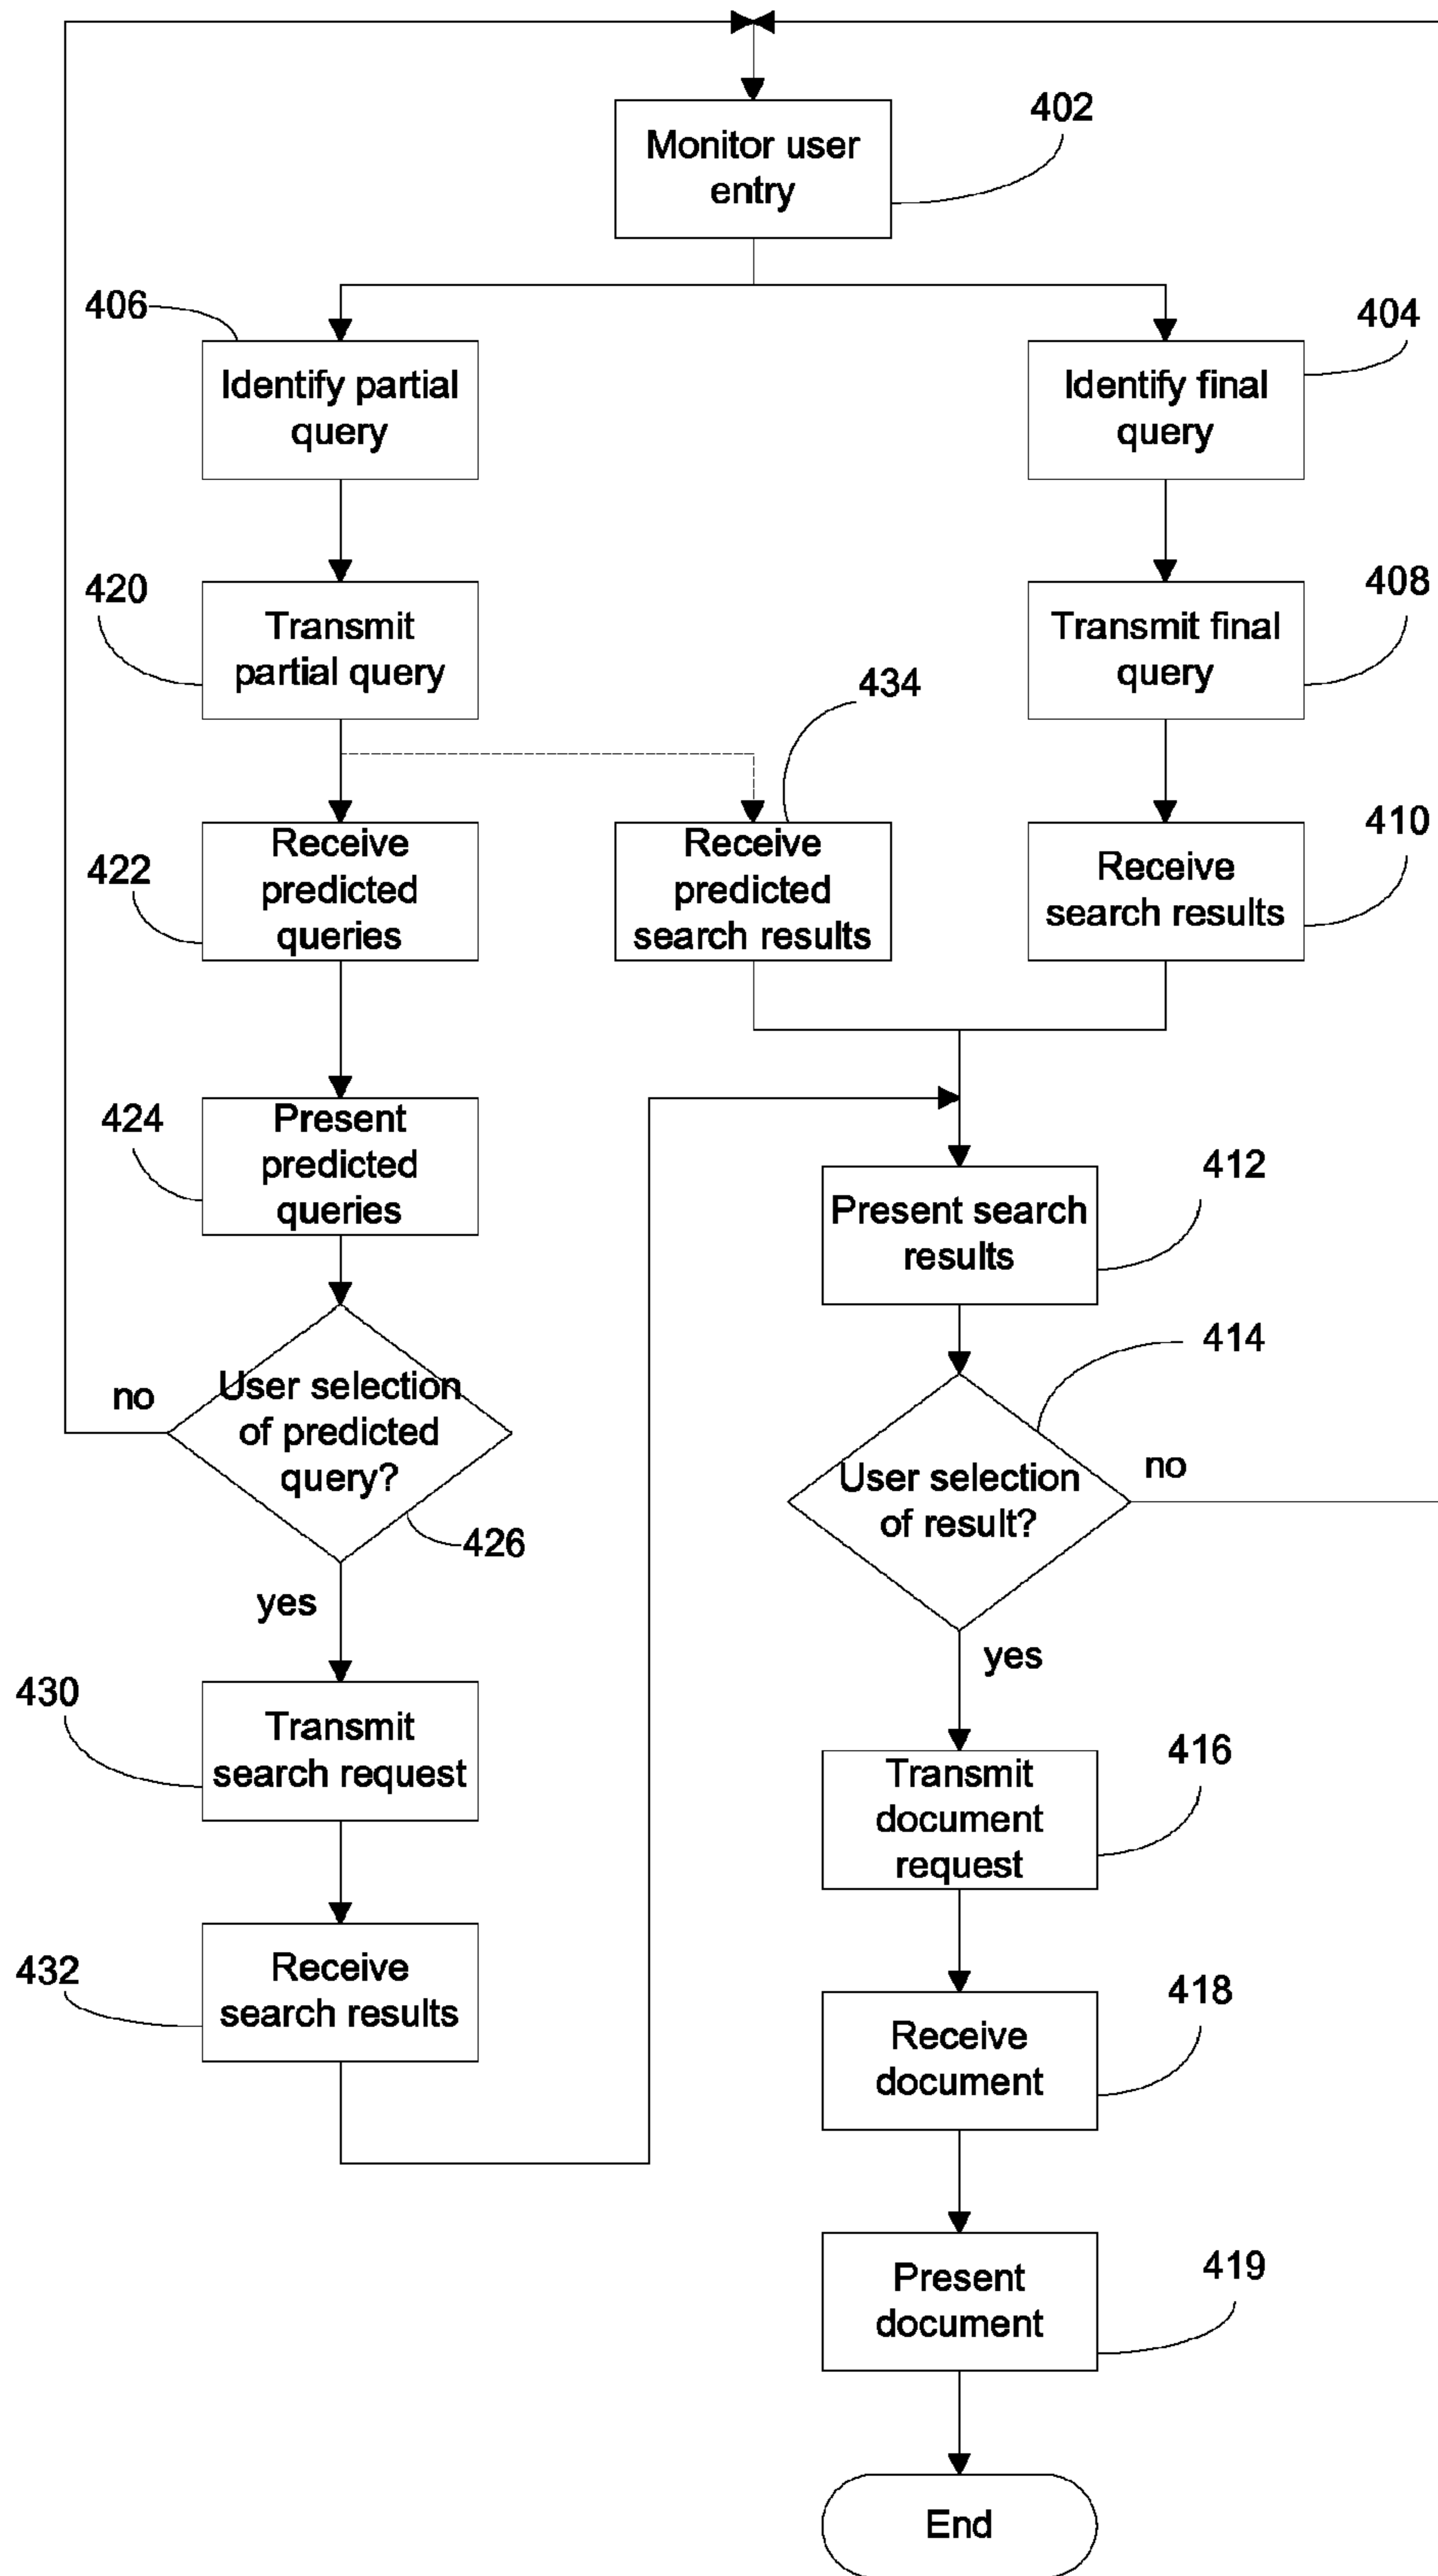 402
Monitor user
entry
406
Identify partial
query
404
Identify final
query
420
Transmit
partial query
408
Transmit final
query
434
422
Receive
predicted
queries
Receive
predicted
search results
410
Receive
search results
424
Present
predicted
queries
412
Present search
results
414
no
User selection
of predicted
query?
426
yes
User selection
of result?
no
yes
430
Transmit
search request
416
Transmit
document
request
432
Receive
search results
418
Receive
document
419
Present
document
End